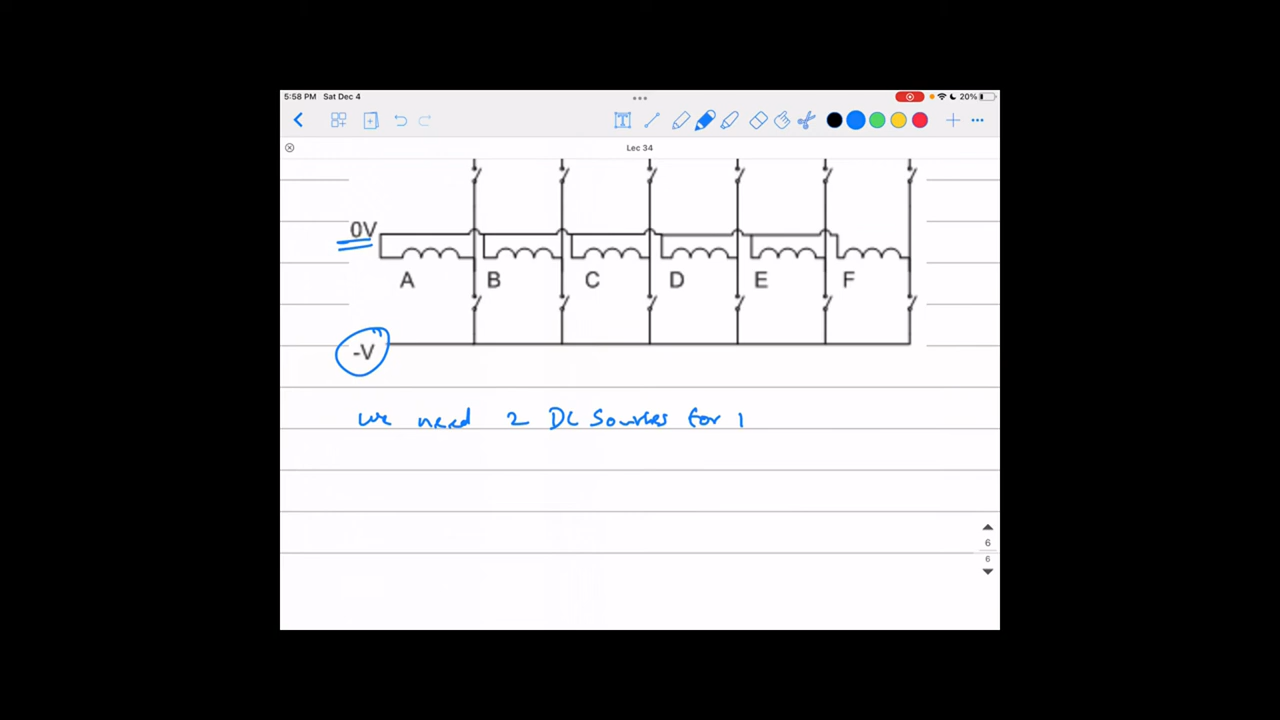 5:58 PM Sat Dec 4 20%
Lec 34
0V
A B C D E F
-V
we need 2 DC Sources for 1
6
6